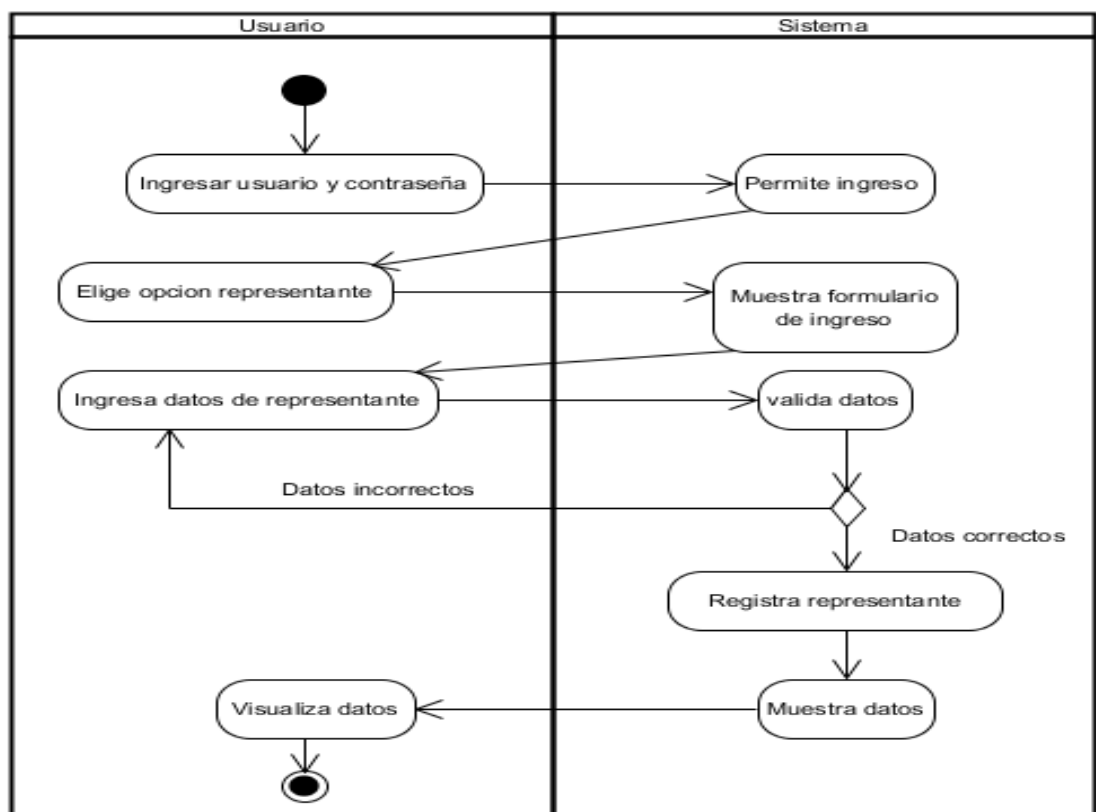 Usuario
Sistema
Ingresar usuario y contraseña
Permite ingreso
Elige opcion representante
Muestra formulario
de ingreso
Ingresa datos de representante
valida datos
Datos incorrectos
Datos correctos
Registra representante
Visualiza datos
Muestra datos